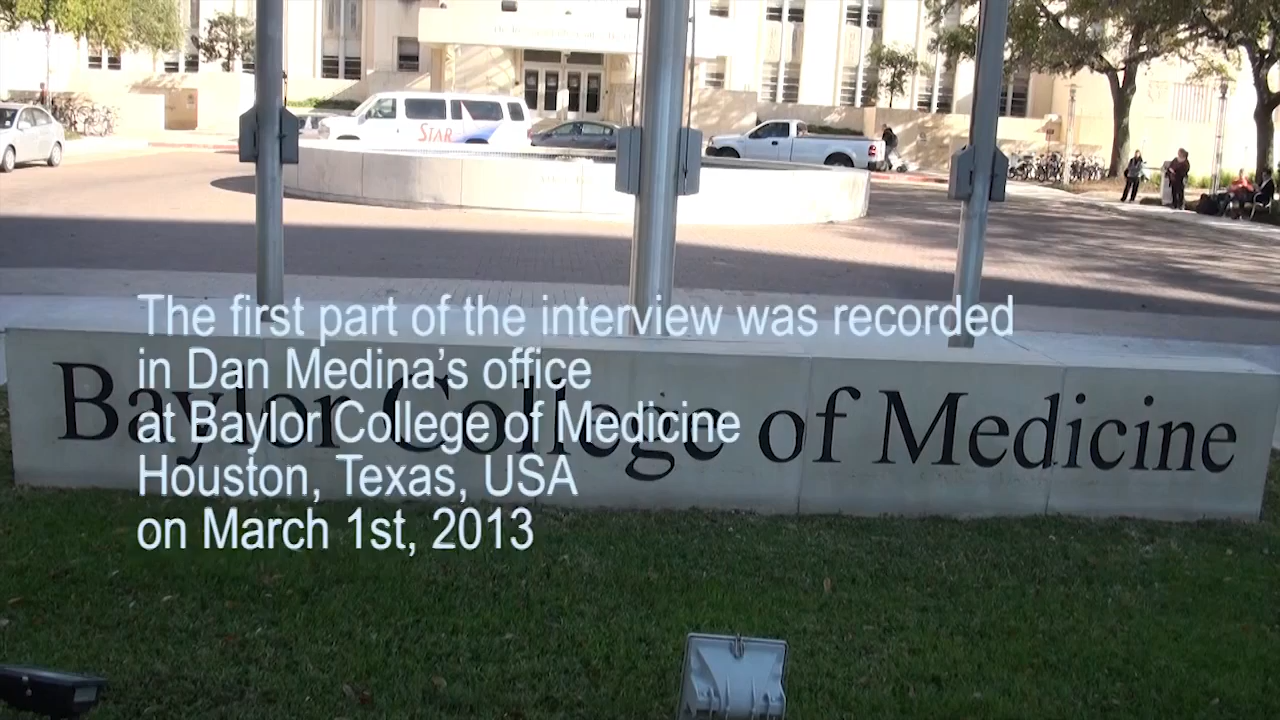 STAR
The first part of the interview was recorded
in Dan Medina's office
at Baylor College of Medicine
Houston, Texas, USA
on March 1st, 2013
Baylor College of Medicine